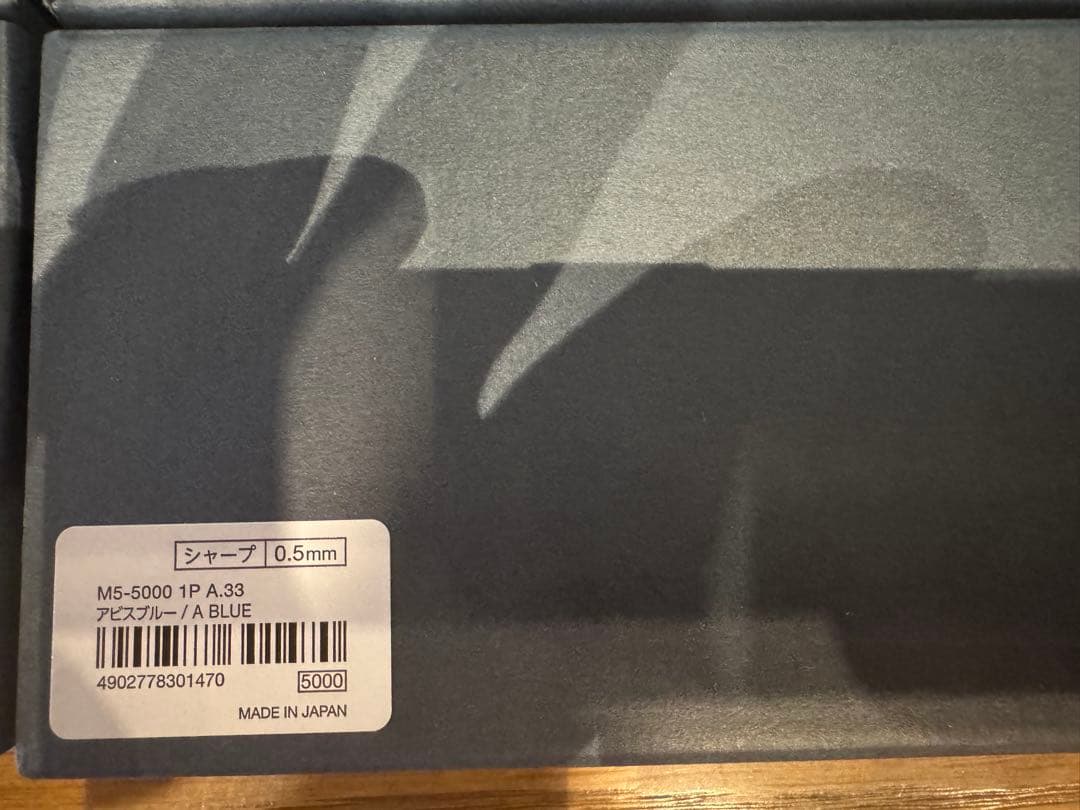 シャープ 0.5mm
M5-5000 1P A.33
アビスブルー / A BLUE
4902778301470 5000
MADE IN JAPAN